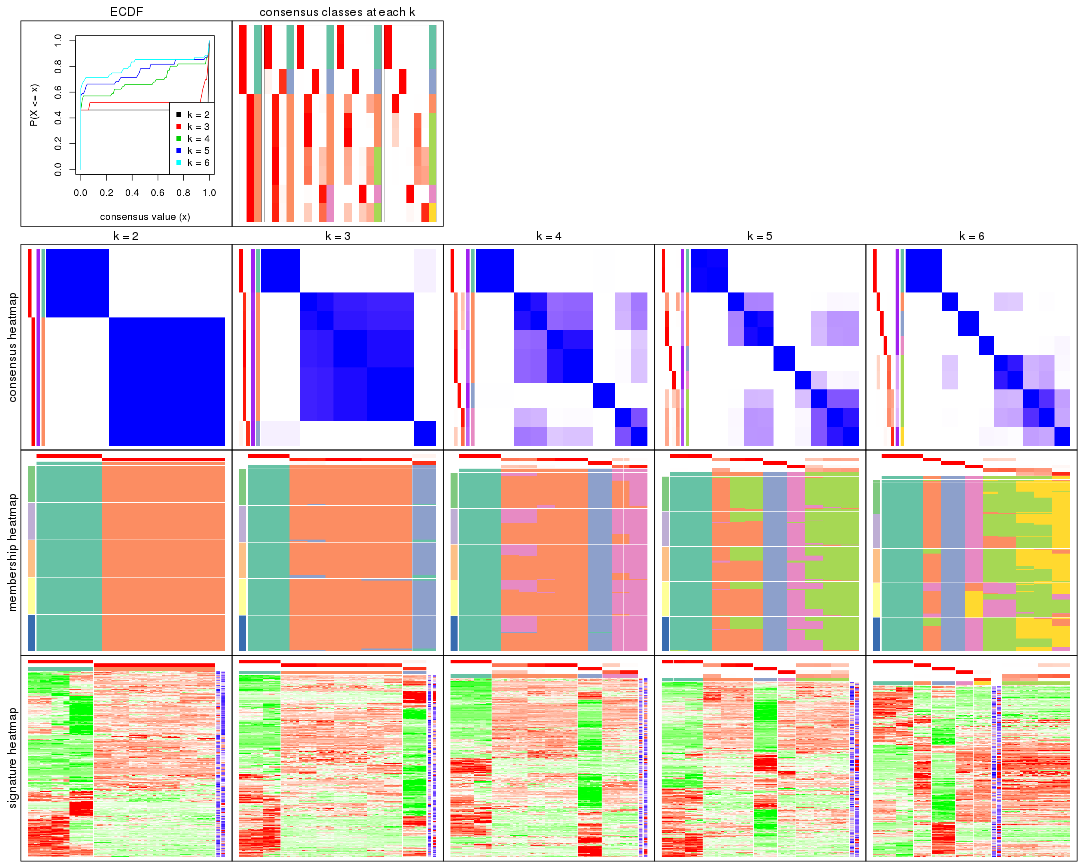 ECDF
consensus classes at each k
P(X <= x)
1.0
0.8
0.6
0.4
0.2
0.0
k = 2
k = 3
k = 4
k = 5
k = 6
0.0 0.2 0.4 0.6 0.8 1.0
consensus value (x)
k = 2
k = 3
k = 4
k = 5
k = 6
consensus heatmap
membership heatmap
signature heatmap